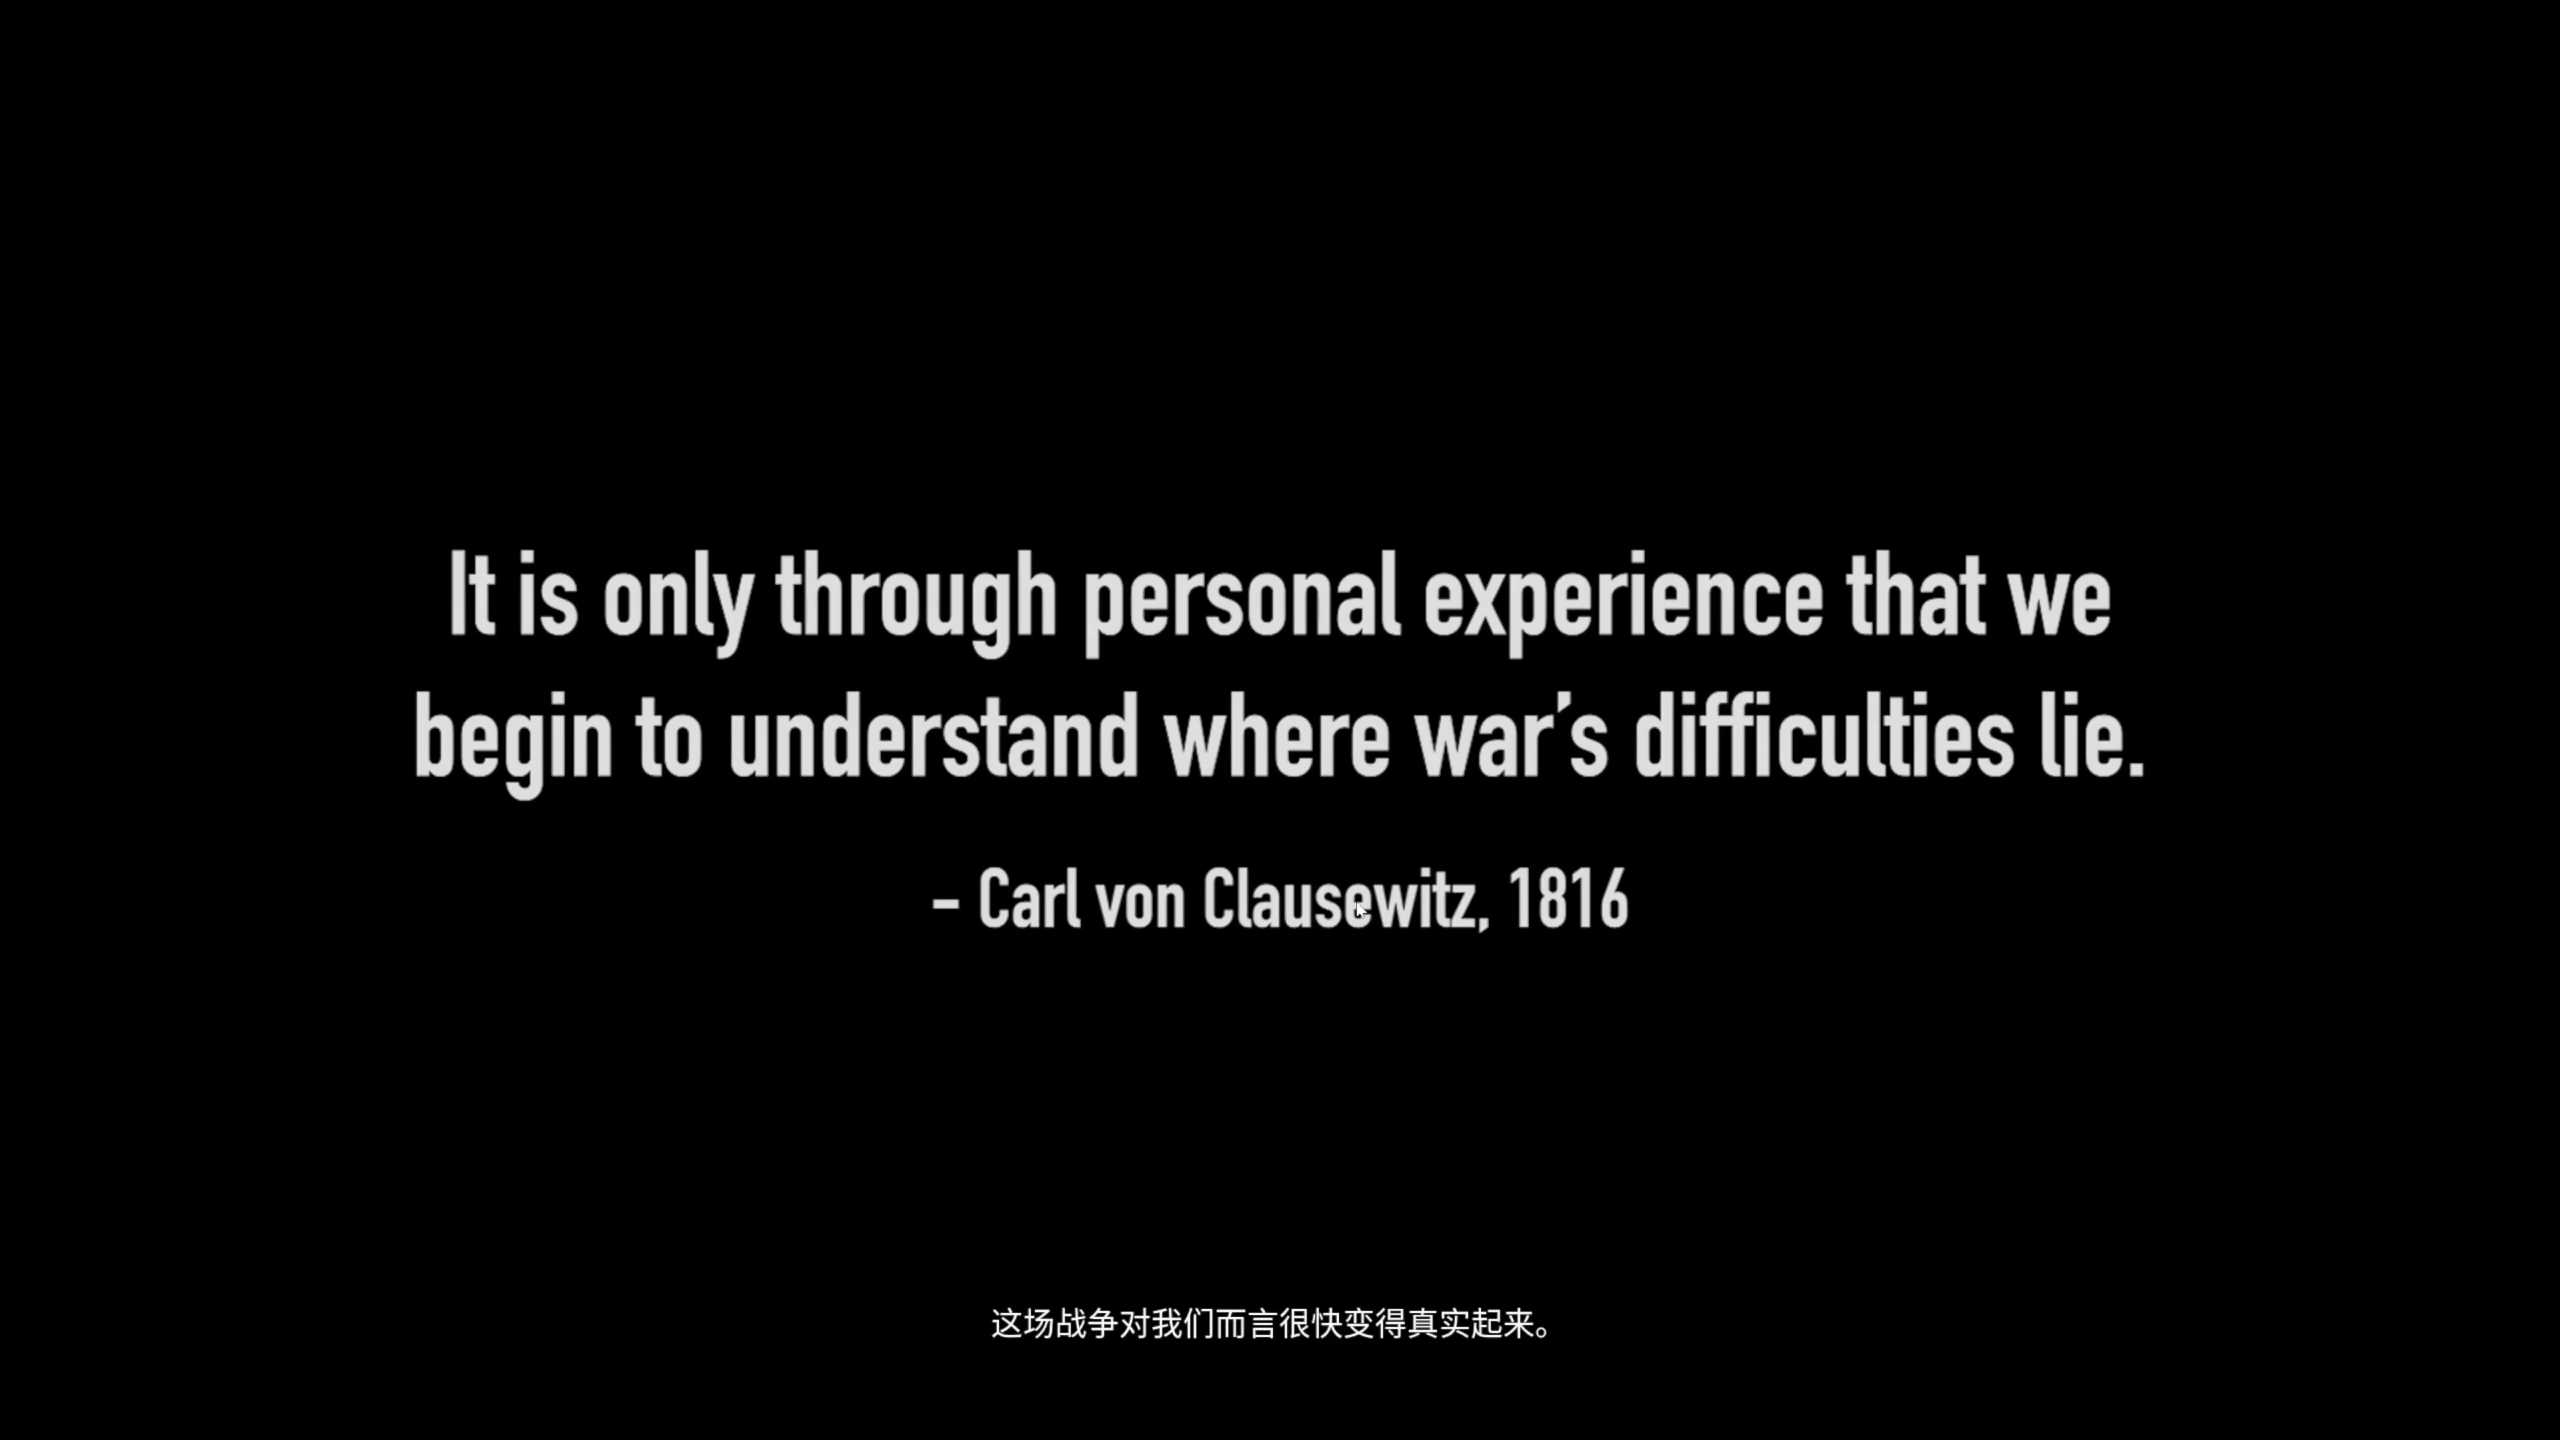 It is only through personal experience that we
begin to understand where war’s difficulties lie.
– Carl von Clausewitz, 1816
这场战争对我们而言很快变得真实起来。